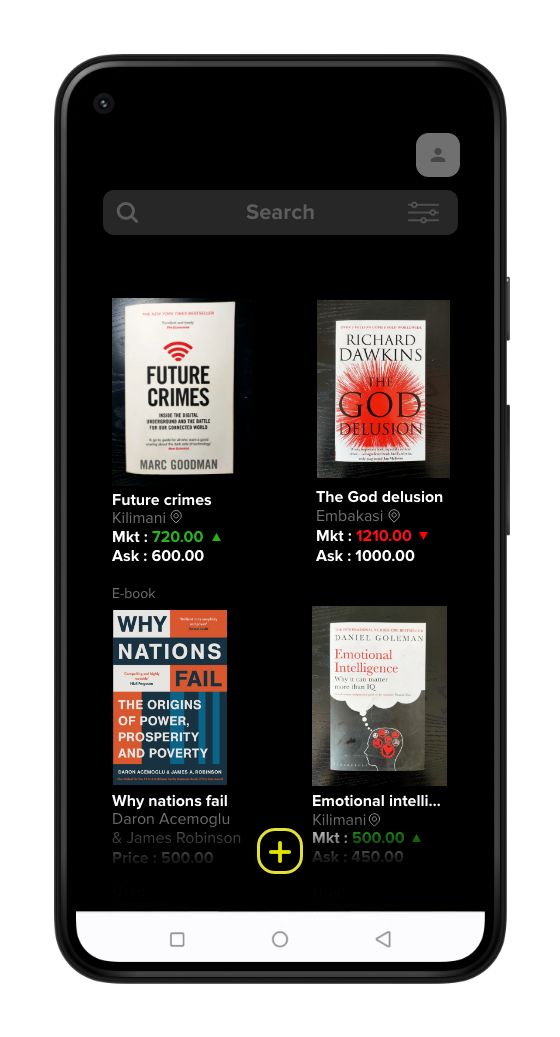 Search
THE NEW YORK TIMES BESTSELLER
FUTURE
CRIMES
INSIDE THE DIGITAL
UNDERGROUND AND THE BATTLE
FOR OUR CONNECTED WORLD
MARC GOODMAN
Future crimes
Kilimani
Mkt : 720.00
Ask : 600.00
RICHARD
DAWKINS
THE
GOD
DELUSION
The God delusion
Embakasi
Mkt : 1210.00
Ask : 1000.00
E-book
WHY
NATIONS
FAIL
THE ORIGINS
OF POWER,
PROSPERITY
AND POVERTY
DARON ACEMOGLU & JAMES A. ROBINSON
Why nations fail
Daron Acemoglu
& James Robinson
Price : 500.00
DANIEL GOLEMAN
Emotional
Intelligence
Why it can matter
more than IQ
Emotional intelli...
Kilimani
Mkt : 500.00
Ask : 450.00